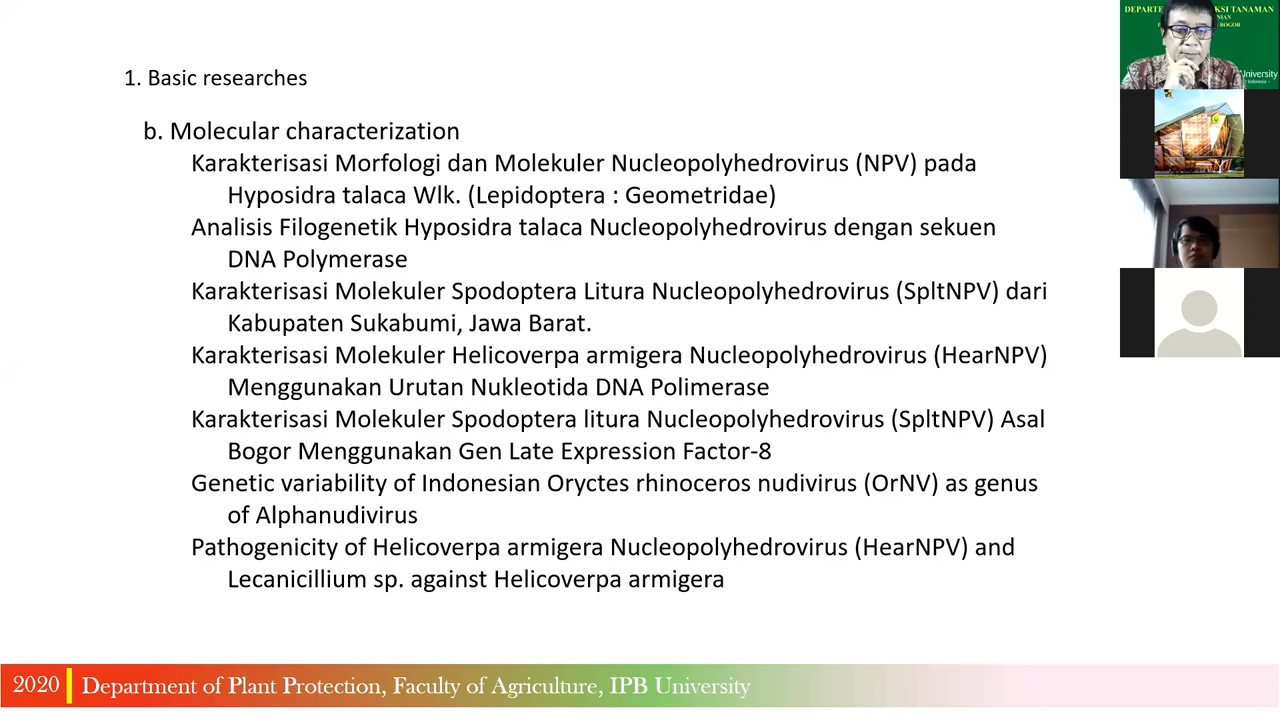 1. Basic researches
b. Molecular characterization
Karakterisasi Morfologi dan Molekuler Nucleopolyhedrovirus (NPV) pada
Hyposidra talaca Wlk. (Lepidoptera : Geometridae)
Analisis Filogenetik Hyposidra talaca Nucleopolyhedrovirus dengan sekuen
DNA Polymerase
Karakterisasi Molekuler Spodoptera Litura Nucleopolyhedrovirus (SpltNPV) dari
Kabupaten Sukabumi, Jawa Barat.
Karakterisasi Molekuler Helicoverpa armigera Nucleopolyhedrovirus (HearNPV)
Menggunakan Urutan Nukleotida DNA Polimerase
Karakterisasi Molekuler Spodoptera litura Nucleopolyhedrovirus (SpltNPV) Asal
Bogor Menggunakan Gen Late Expression Factor-8
Genetic variability of Indonesian Oryctes rhinoceros nudivirus (OrNV) as genus
of Alphanudivirus
Pathogenicity of Helicoverpa armigera Nucleopolyhedrovirus (HearNPV) and
Lecanicillium sp. against Helicoverpa armigera
2020 Department of Plant Protection, Faculty of Agriculture, IPB University
TANAMAN
BOGOR
University